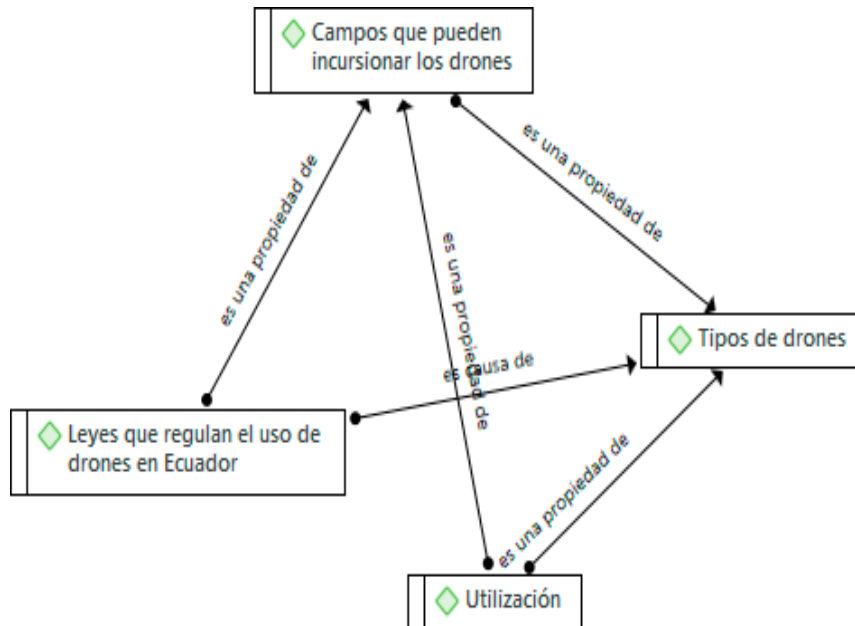 Campos que pueden
incursionar los drones
es una propiedad de
es una propiedad de
es una propiedad de
Tipos de drones
es causa de
Leyes que regulan el uso de
drones en Ecuador
es una propiedad de
Utilización